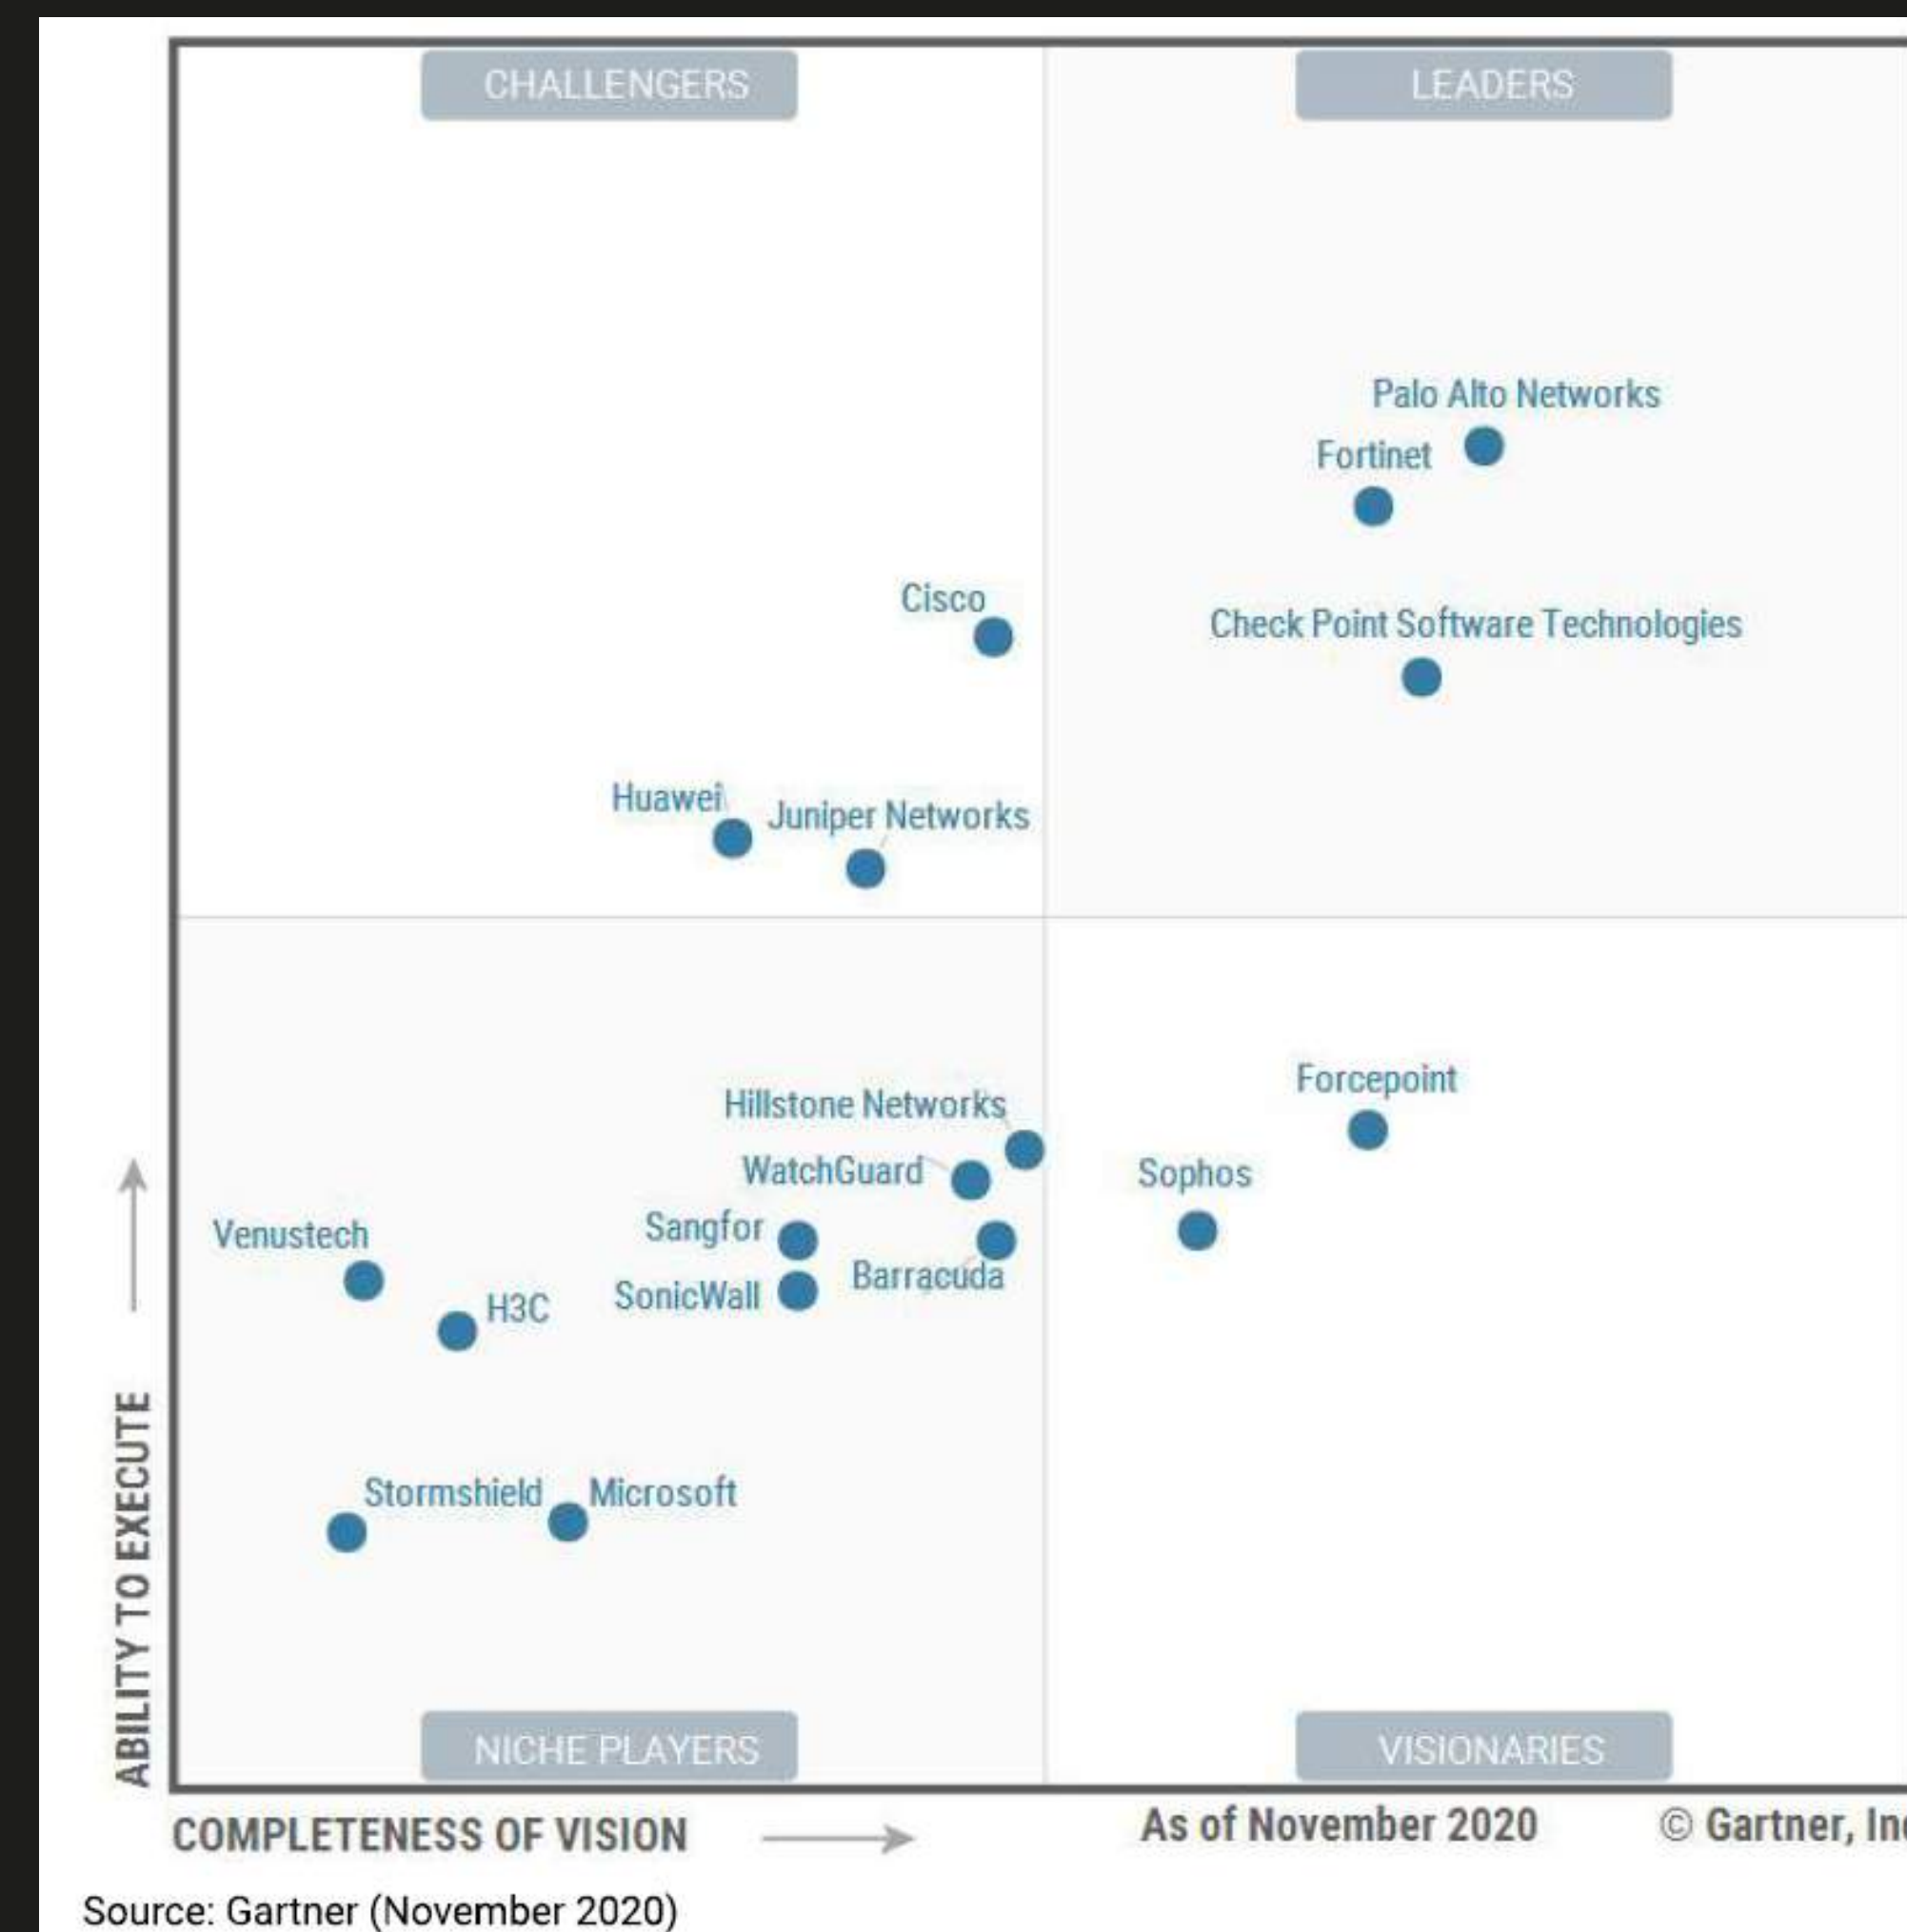 CHALLENGERS
LEADERS
Palo Alto Networks
Fortinet
Cisco
Check Point Software Technologies
Huawei
Juniper Networks
Forcepoint
Hillstone Networks
WatchGuard
Sophos
Sangfor
Venustech
Barracuda
SonicWall
H3C
Stormshield
Microsoft
ABILITY TO EXECUTE
NICHE PLAYERS
VISIONARIES
COMPLETENESS OF VISION
As of November 2020
© Gartner,
Source: Gartner (November 2020)